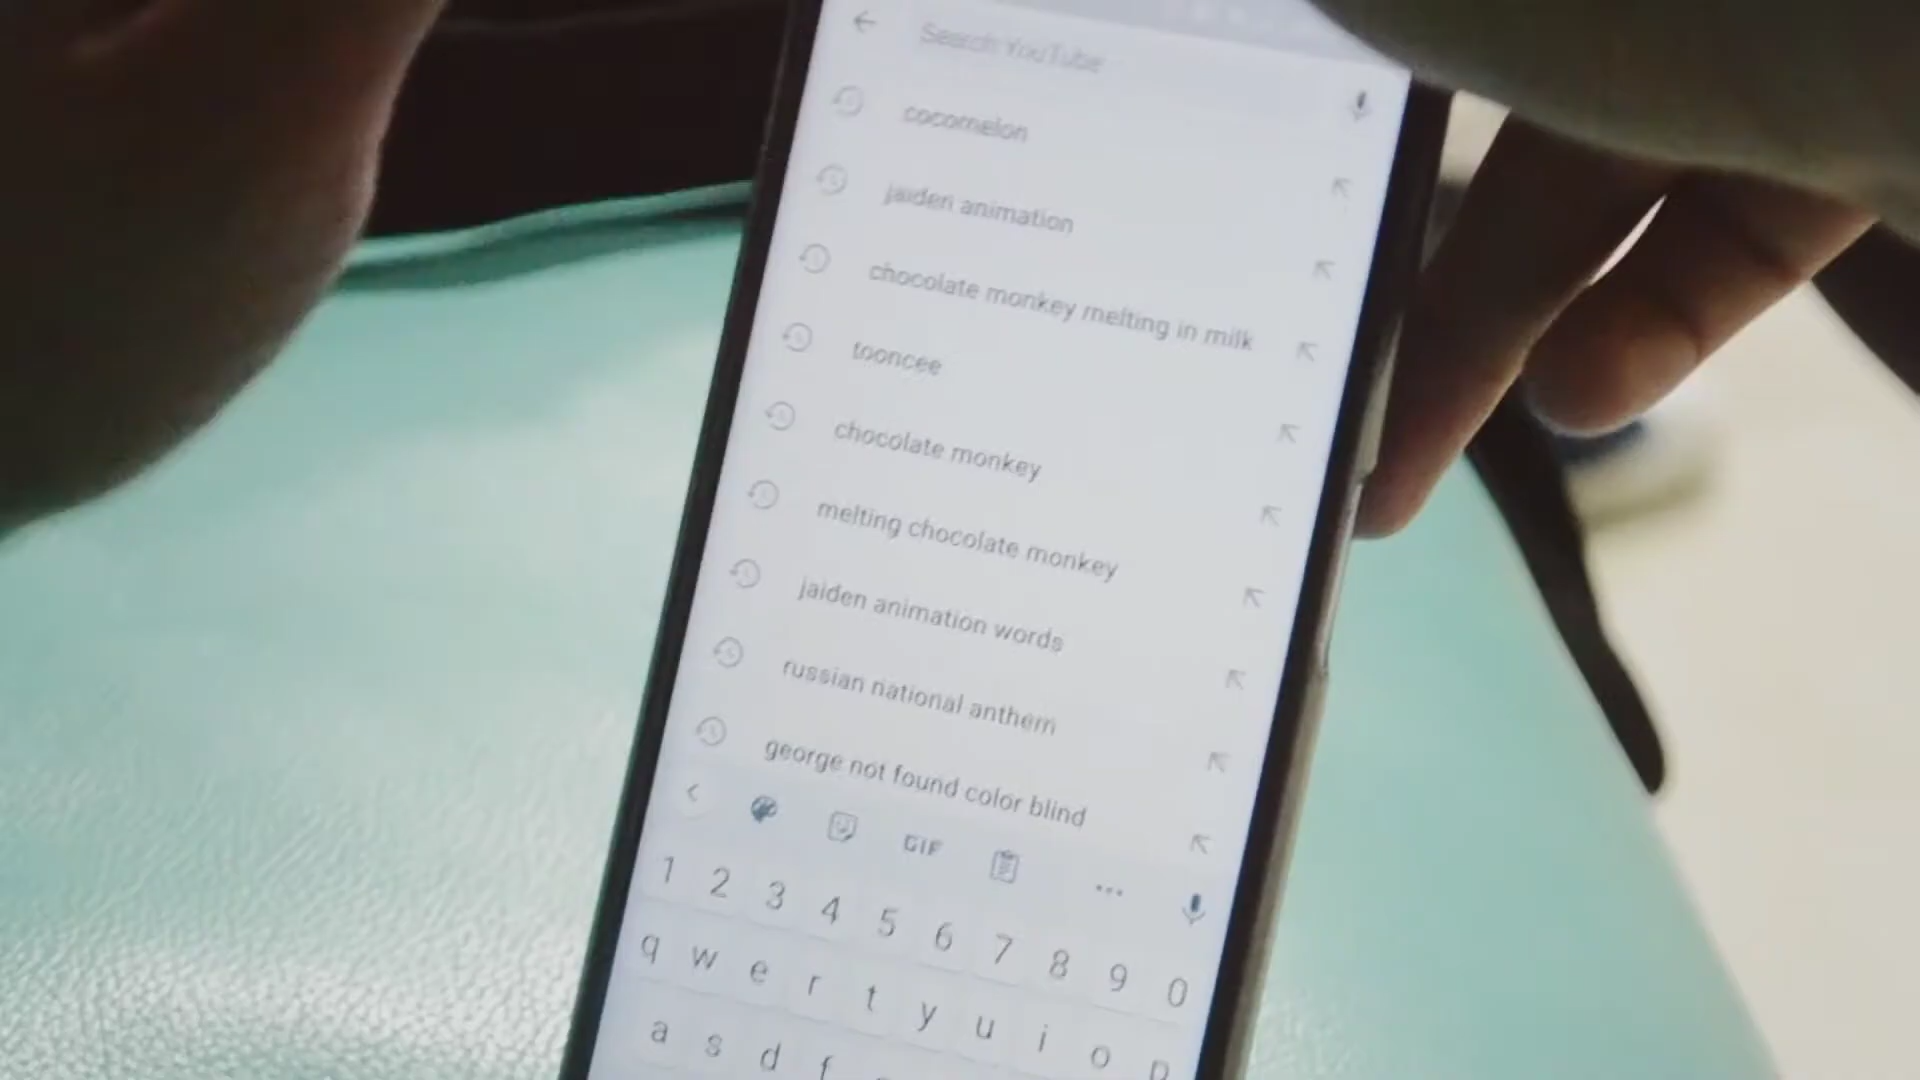 Search YouTube
cocomelon
jaiden animation
chocolate monkey melting in milk
tooncee
chocolate monkey
melting chocolate monkey
jaiden animation words
russian national anthem
george not found color blind
GIF
1 2 3 4 5 6 7 8 9 0
q w e r t y u i o p
a s d f